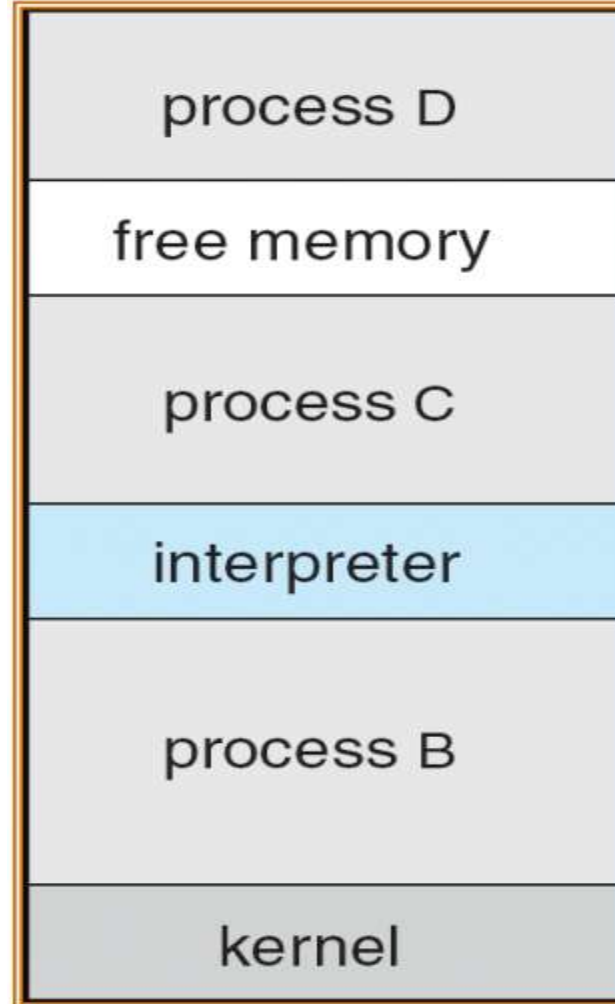 process D
free memory
process C
interpreter
process B
kernel